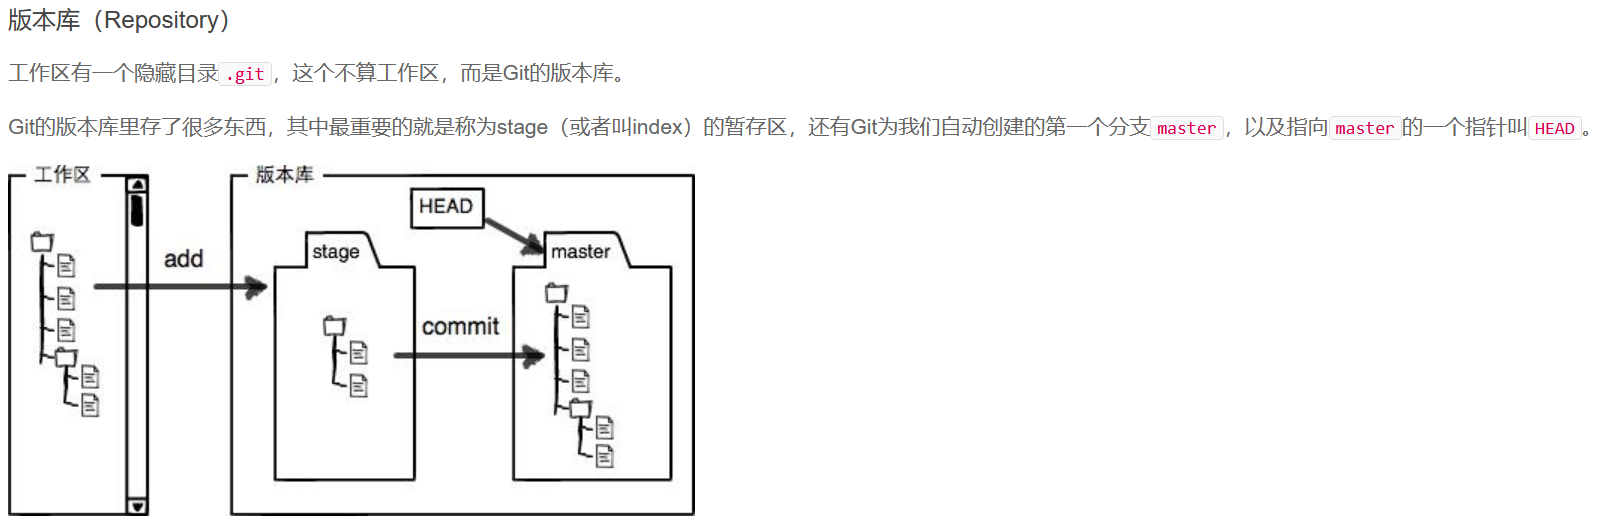 版本库（Repository）
工作区有一个隐藏目录.git，这个不算工作区，而是Git的版本库。
Git的版本库里存了很多东西，其中最重要的就是称为stage（或者叫index）的暂存区，还有Git为我们自动创建的第一个分支master，以及指向master的一个指针叫HEAD。
工作区
版本库
HEAD
stage
master
add
commit